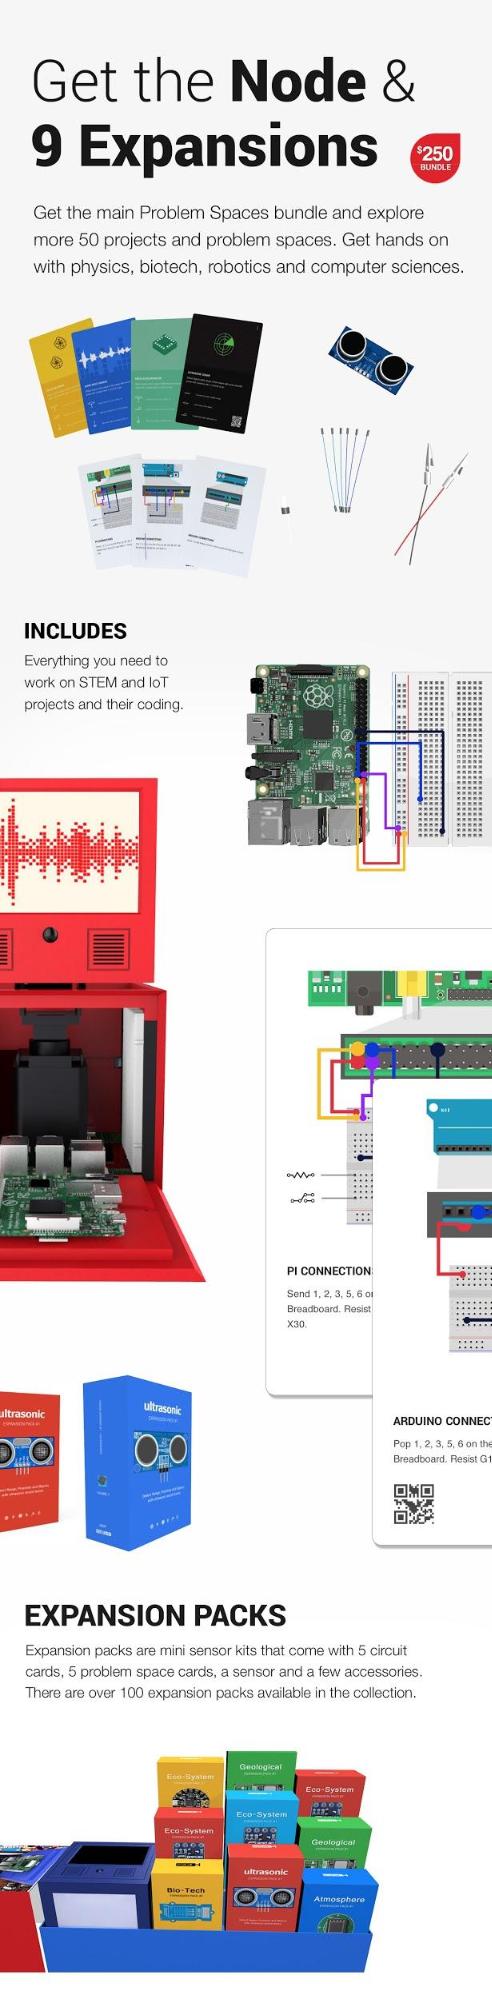 Get the Node &
9 Expansions
$250
BUNDLE
Get the main Problem Spaces bundle and explore
more 50 projects and problem spaces. Get hands on
with physics, biotech, robotics and computer sciences.
INCLUDES
Everything you need to
work on STEM and IoT
projects and their coding.
PI CONNECTION
Send 1, 2, 3, 5, 6 o
Breadboard. Resist
X30.
ARDUINO CONNECT
Pop 1, 2, 3, 5, 6 on the
Breadboard. Resist G1
ultrasonic
ultrasonic
EXPANSION PACKS
Expansion packs are mini sensor kits that come with 5 circuit
cards, 5 problem space cards, a sensor and a few accessories.
There are over 100 expansion packs available in the collection.
Geological
Eco-System
Eco-System
Eco-System
Eco-System
Geological
ultrasonic
Bio-Tech
Atmosphere